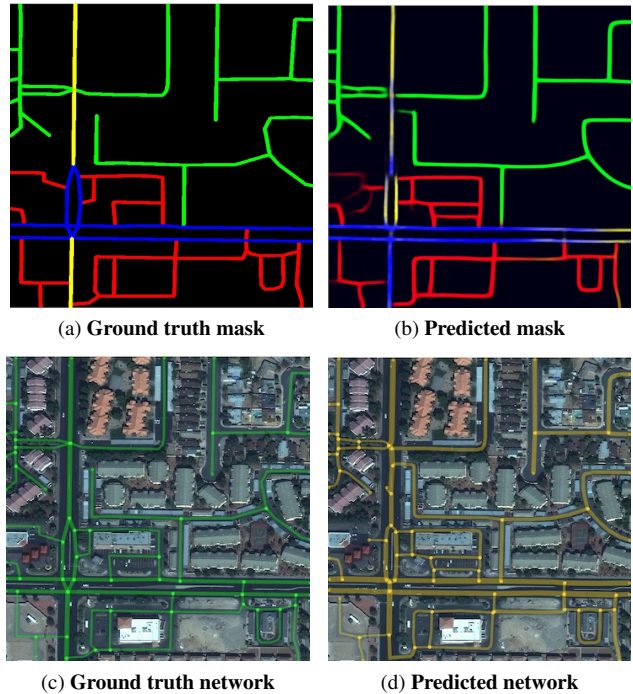 (a) Ground truth mask
(b) Predicted mask
(c) Ground truth network
(d) Predicted network